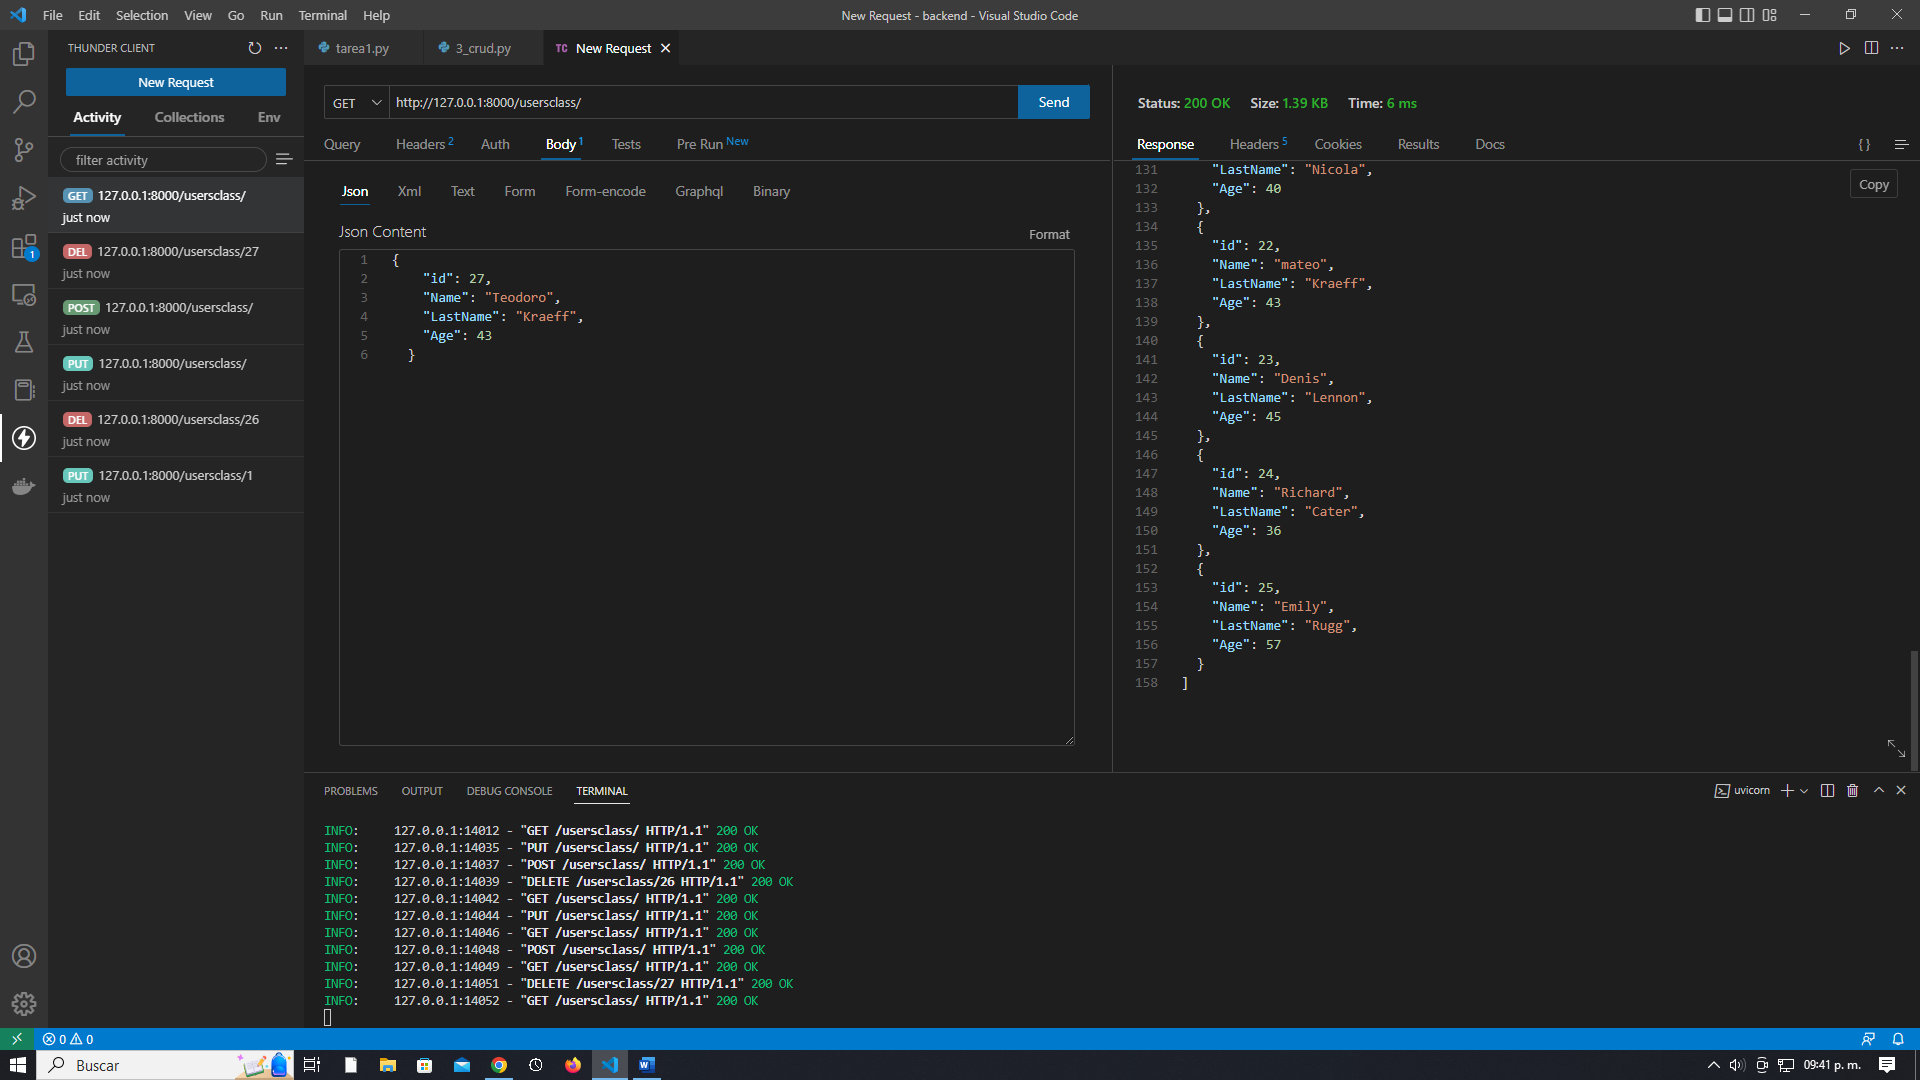 File Edit Selection View Go Run Terminal Help
New Request - backend - Visual Studio Code
THUNDER CLIENT
New Request
Activity Collections Env
filter activity
GET 127.0.0.1:8000/usersclass/
just now
DEL 127.0.0.1:8000/usersclass/27
just now
POST 127.0.0.1:8000/usersclass/
just now
PUT 127.0.0.1:8000/usersclass/
just now
DEL 127.0.0.1:8000/usersclass/26
just now
PUT 127.0.0.1:8000/usersclass/1
just now
1
tarea1.py 3_crud.py TC New Request
GET http://127.0.0.1:8000/usersclass/ Send
Query Headers 2 Auth Body 1 Tests Pre Run New
Json Xml Text Form Form-encode Graphql Binary
Json Content Format
1 {
2 "id": 27,
3 "Name": "Teodoro",
4 "LastName": "Kraeff",
5 "Age": 43
6 }
Status: 200 OK Size: 1.39 KB Time: 6 ms
Response Headers 5 Cookies Results Docs { }
Copy
131 "LastName": "Nicola",
132 "Age": 40
133 },
134 {
135 "id": 22,
136 "Name": "mateo",
137 "LastName": "Kraeff",
138 "Age": 43
139 },
140 {
141 "id": 23,
142 "Name": "Denis",
143 "LastName": "Lennon",
144 "Age": 45
145 },
146 {
147 "id": 24,
148 "Name": "Richard",
149 "LastName": "Cater",
150 "Age": 36
151 },
152 {
153 "id": 25,
154 "Name": "Emily",
155 "LastName": "Rugg",
156 "Age": 57
157 }
158 ]
PROBLEMS OUTPUT DEBUG CONSOLE TERMINAL uvicorn
INFO: 127.0.0.1:14012 - "GET /usersclass/ HTTP/1.1" 200 OK
INFO: 127.0.0.1:14035 - "PUT /usersclass/ HTTP/1.1" 200 OK
INFO: 127.0.0.1:14037 - "POST /usersclass/ HTTP/1.1" 200 OK
INFO: 127.0.0.1:14039 - "DELETE /usersclass/26 HTTP/1.1" 200 OK
INFO: 127.0.0.1:14042 - "GET /usersclass/ HTTP/1.1" 200 OK
INFO: 127.0.0.1:14044 - "PUT /usersclass/ HTTP/1.1" 200 OK
INFO: 127.0.0.1:14046 - "GET /usersclass/ HTTP/1.1" 200 OK
INFO: 127.0.0.1:14048 - "POST /usersclass/ HTTP/1.1" 200 OK
INFO: 127.0.0.1:14049 - "GET /usersclass/ HTTP/1.1" 200 OK
INFO: 127.0.0.1:14051 - "DELETE /usersclass/27 HTTP/1.1" 200 OK
INFO: 127.0.0.1:14052 - "GET /usersclass/ HTTP/1.1" 200 OK
0 0
Buscar
09:41 p. m.